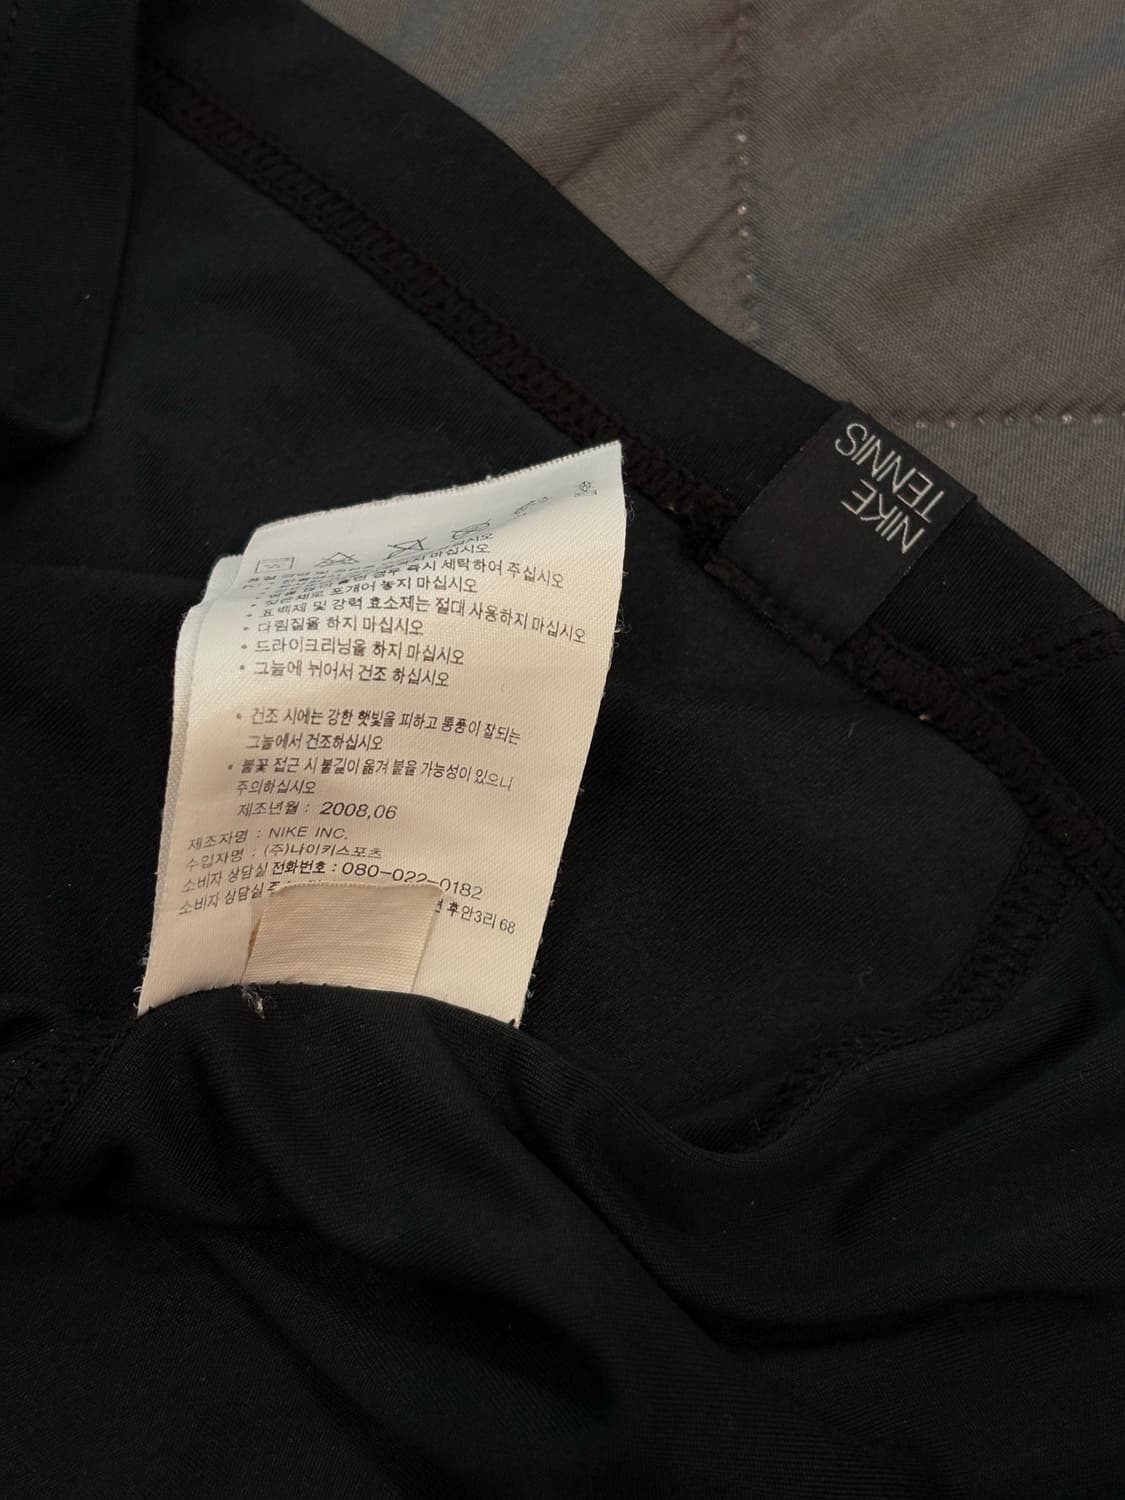 즉시 세탁하여 주십시오
포개어 놓지 마십시오
• 표백제 및 강력 효소제는 절대 사용하지 마십시오
• 다림질을 하지 마십시오
• 드라이크리닝을 하지 마십시오
• 그늘에 뉘어서 건조 하십시오
• 건조 시에는 강한 햇빛을 피하고 통풍이 잘되는
그늘에서 건조하십시오
• 불꽃 접근 시 불길이 옮겨 붙을 가능성이 있으니
주의하십시오
제조년월 : 2008,06
제조자명 : NIKE INC.
수입자명 : (주)나이키스포츠
소비자 상담실 전화번호 : 080-022-0182
소비자 상담실 후안3리 68
NIKE
TENNIS